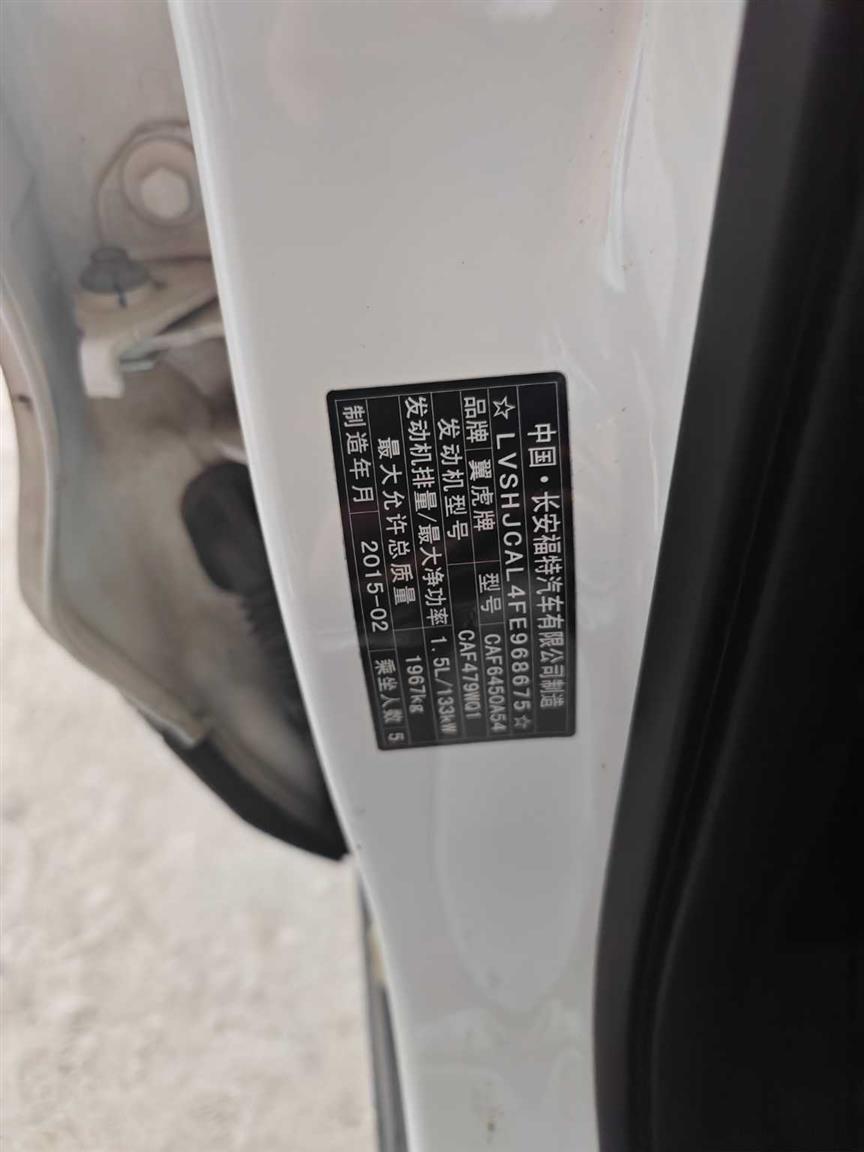 中国·长安福特汽车有限公司制造
☆LVSHJCAL4FE968675☆
品牌 翼虎牌 型号 CAF6450A54
发动机型号 CAF479WQ1
发动机排量/最大净功率 1.5L/133kW
最大允许总质量 1967kg
制造年月 2015-02 乘坐人数 5